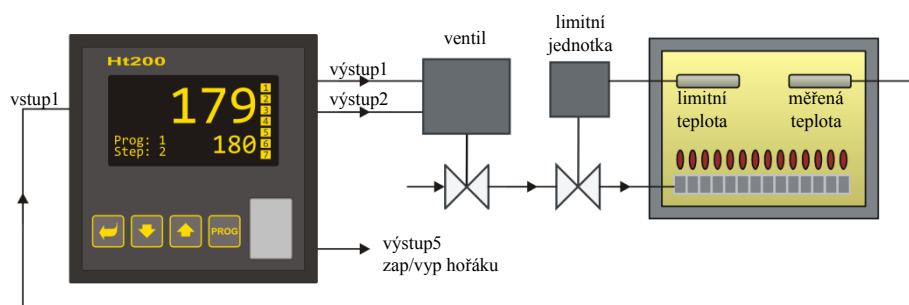 Ht200
179
1
2
3
4
5
6
7
Prog: 1
Step: 2
180
PROG
vstup1
výstup1
výstup2
výstup5
zap/vyp hořáku
ventil
limitní
jednotka
limitní
teplota
měřená
teplota